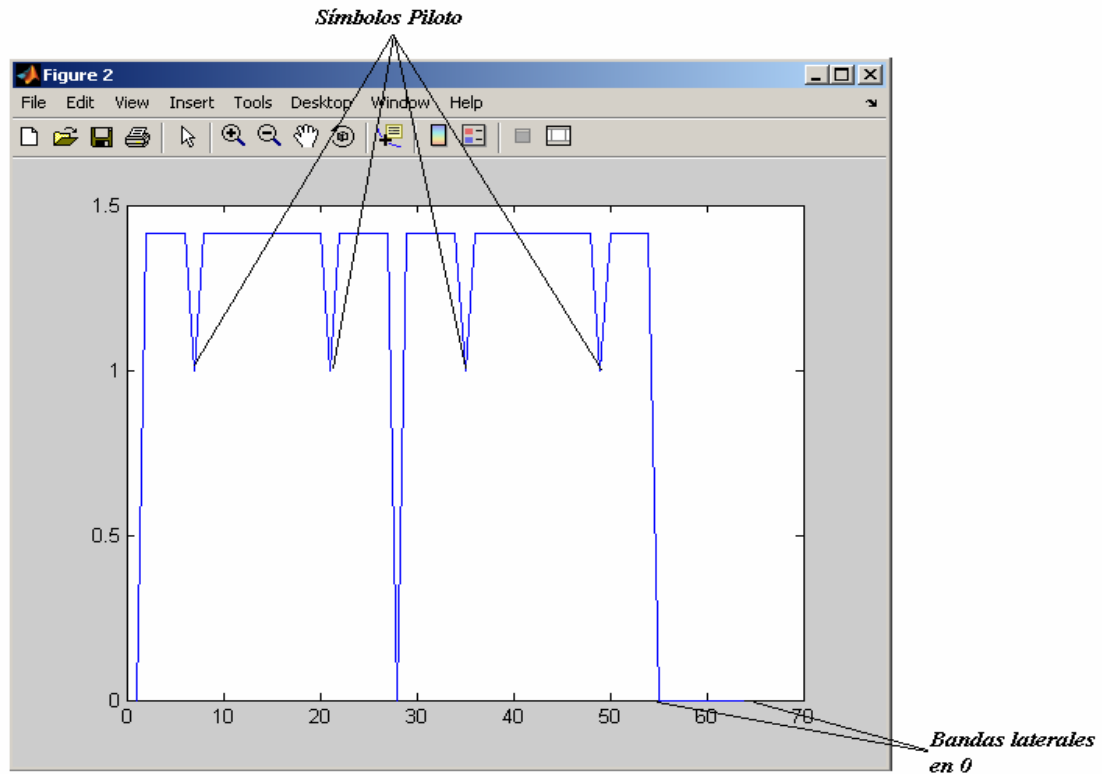 Símbolos Piloto
Figure 2
File Edit View Insert Tools Desktop Window Help
1.5
1
0.5
0
0 10 20 30 40 50 60 70
Bandas laterales
en 0